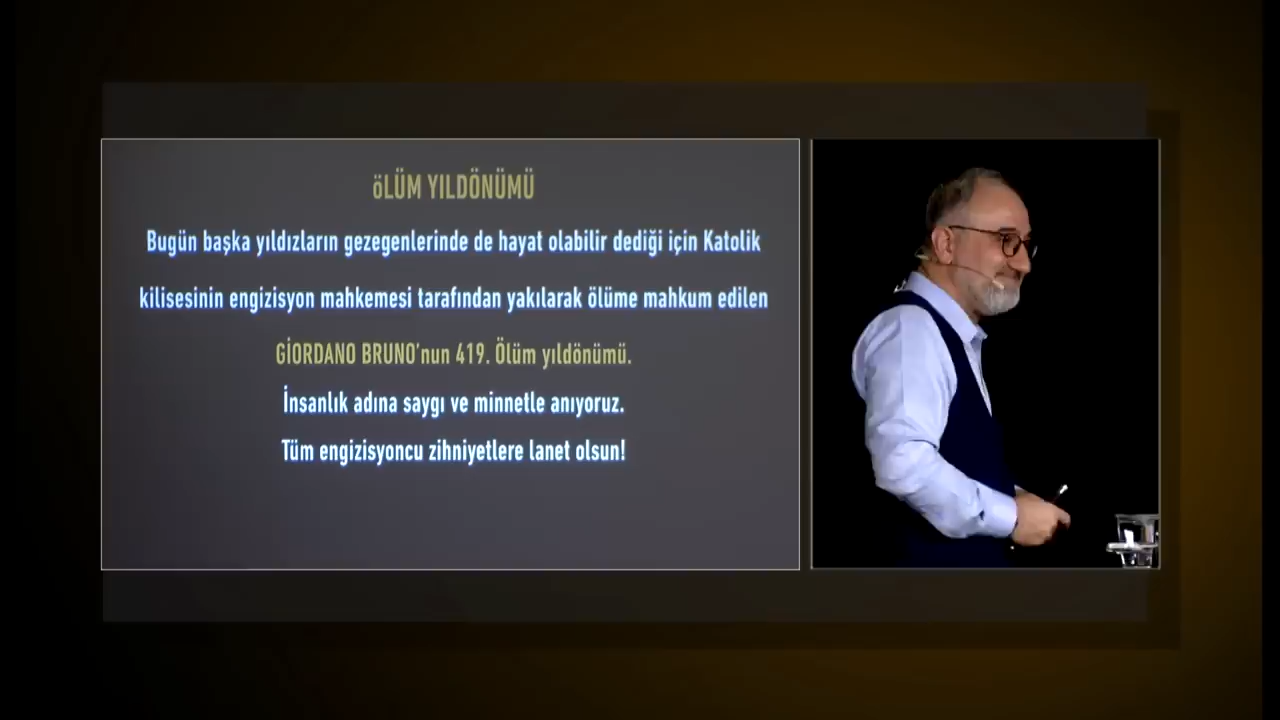 öLÜM YILDÖNÜMÜ
Bugün başka yıldızların gezegenlerinde de hayat olabilir dediği için Katolik
kilisesinin engizisyon mahkemesi tarafından yakılarak ölüme mahkum edilen
GİORDANO BRUNO'nun 419. Ölüm yıldönümü.
İnsanlık adına saygı ve minnetle anıyoruz.
Tüm engizisyoncu zihniyetlere lanet olsun!